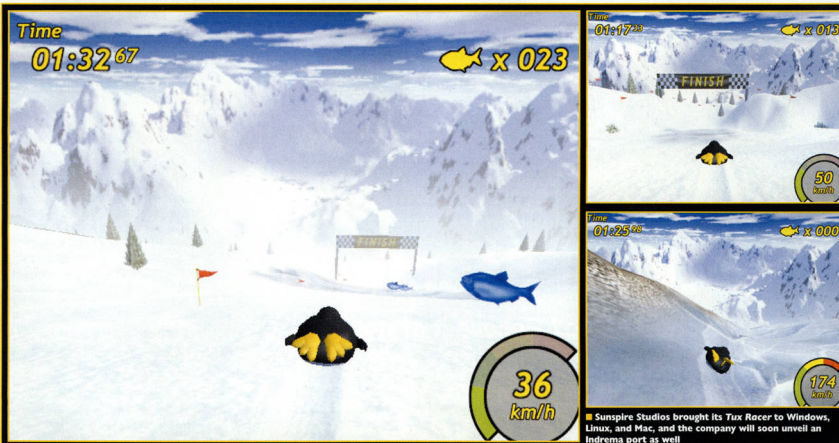 Time
01:32 67
x 023
FINISH
36
km/h
Time
01:17 33
x 013
FINISH
50
km/h
Time
01:25 98
x 000
174
km/h
Sunspire Studios brought its Tux Racer to Windows,
Linux, and Mac, and the company will soon unveil an
Indrema port as well